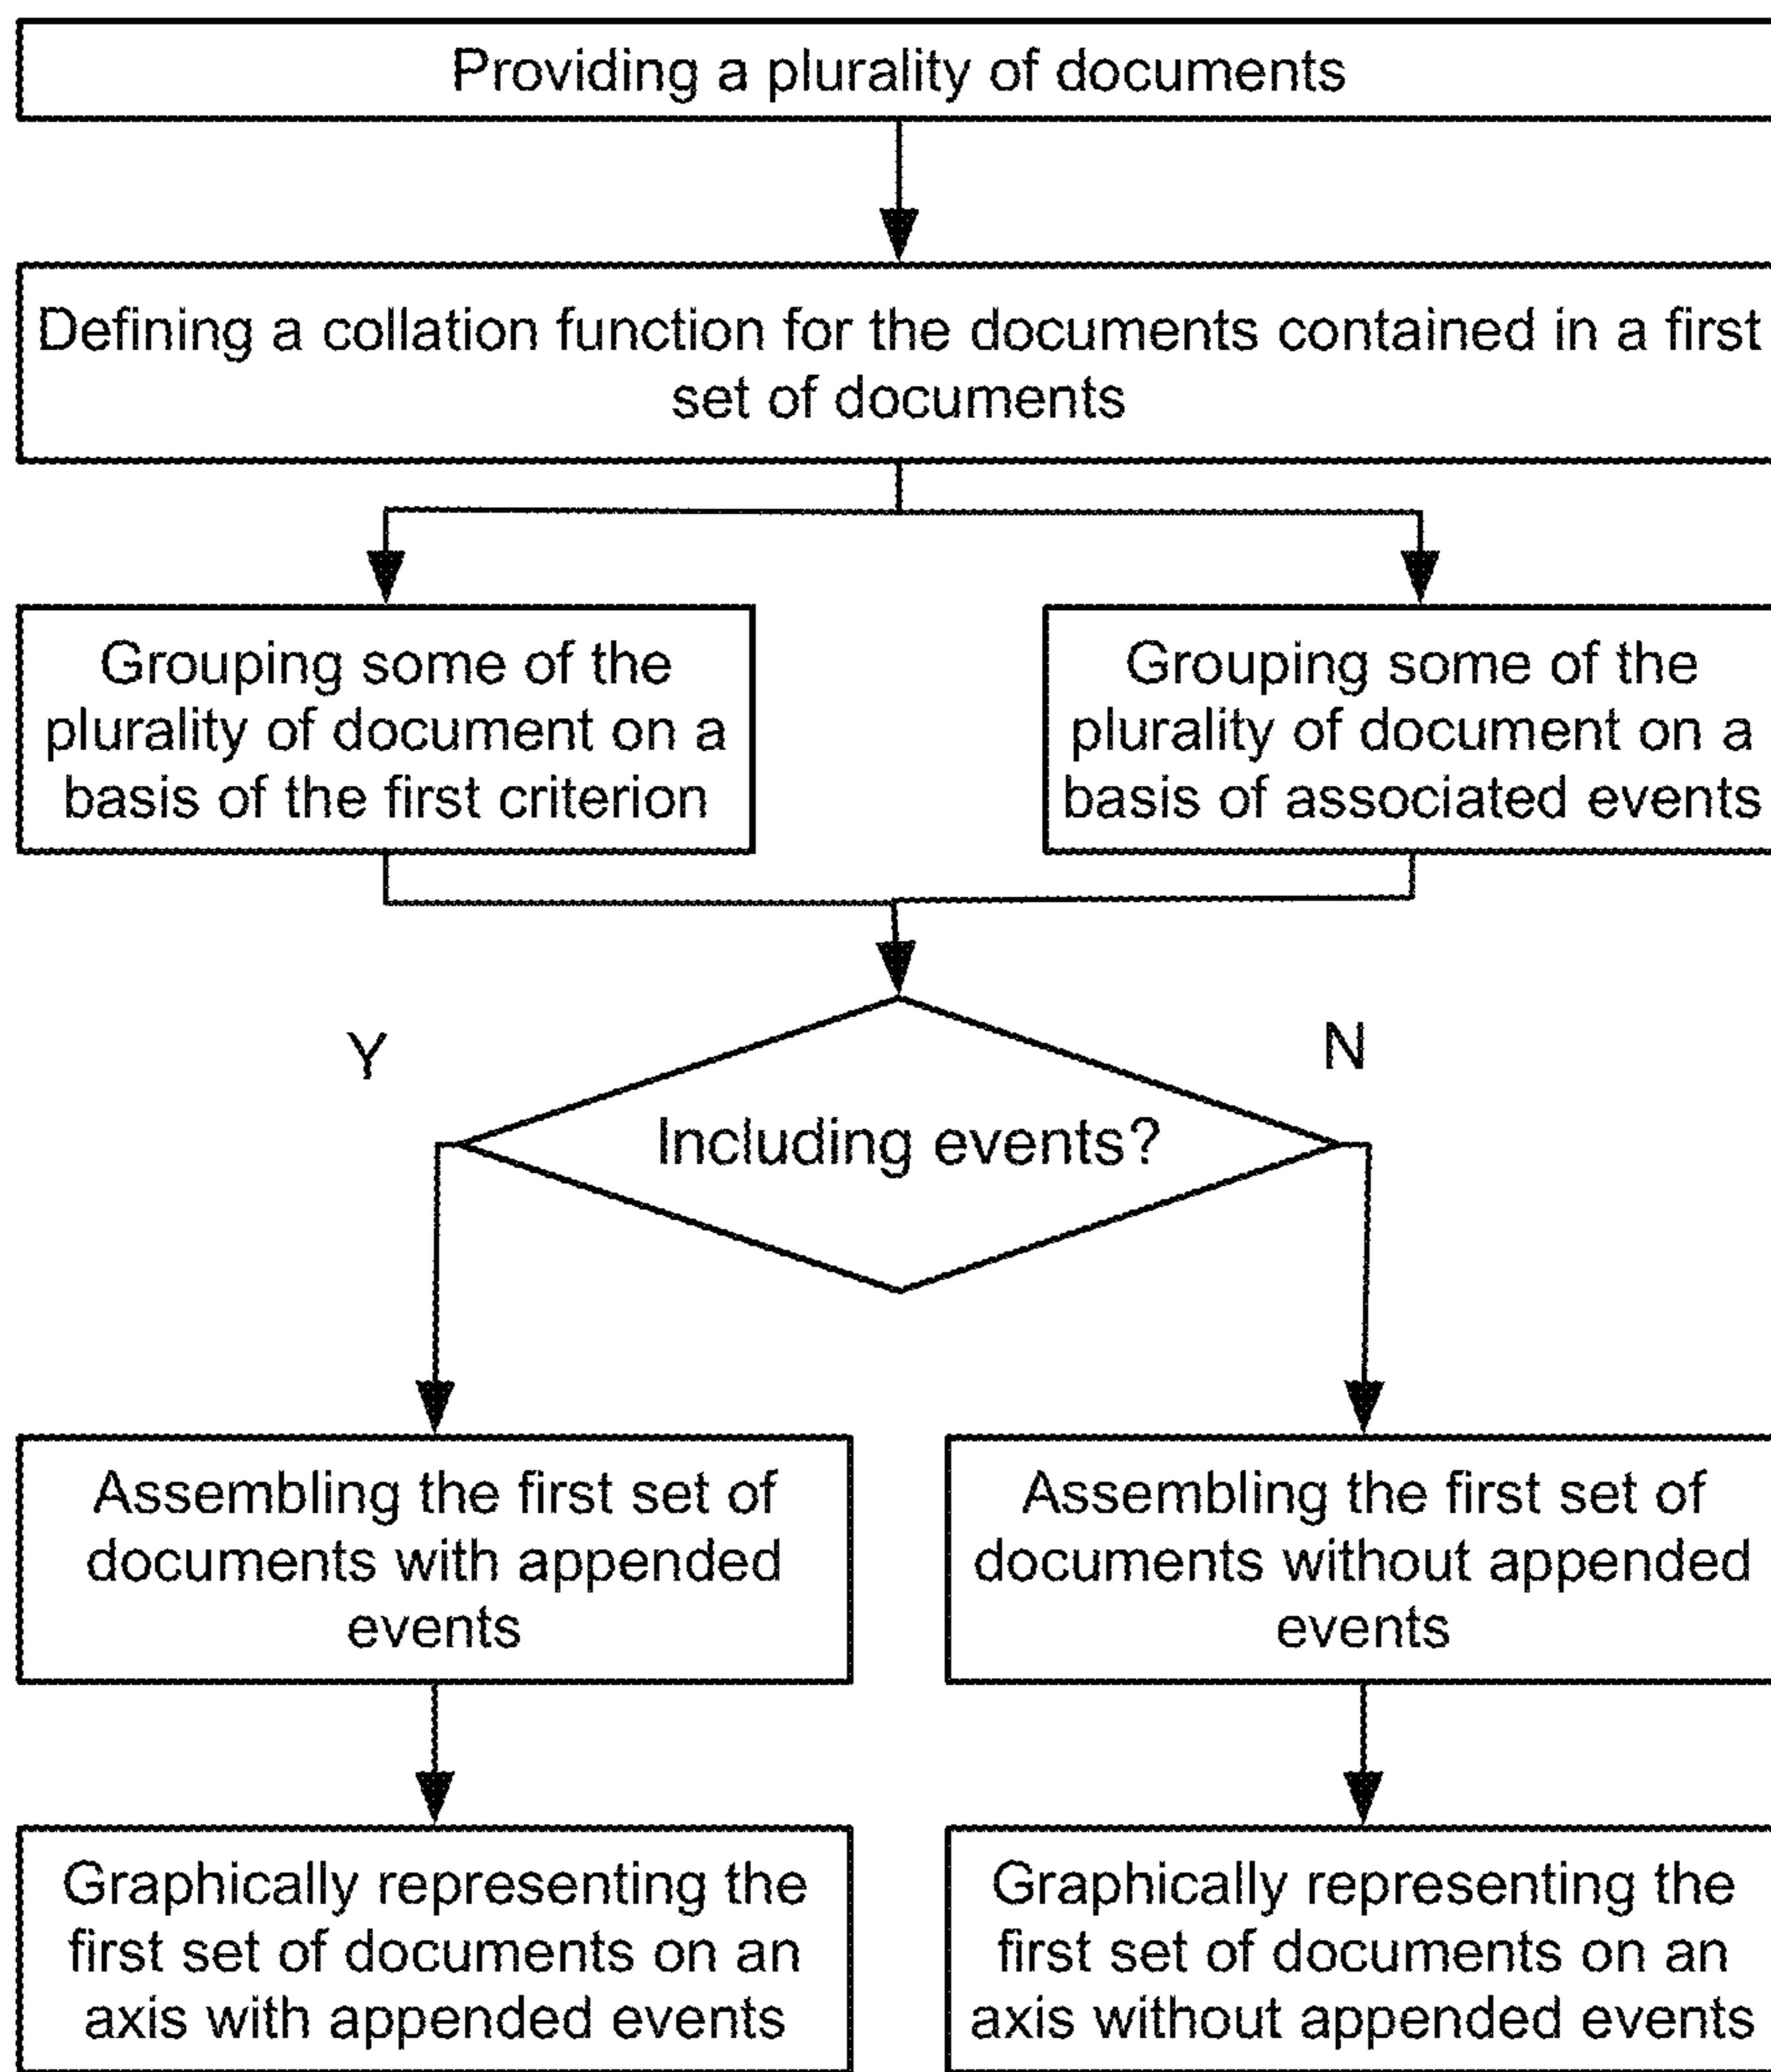 Providing a plurality of documents
Defining a collation function for the documents contained in a first
set of documents
Grouping some of the
plurality of document on a
basis of the first criterion
Grouping some of the
plurality of document on a
basis of associated events
Y
N
Including events?
Assembling the first set of
documents with appended
events
Assembling the first set of
documents without appended
events
Graphically representing the
first set of documents on an
axis with appended events
Graphically representing the
first set of documents on an
axis without appended events